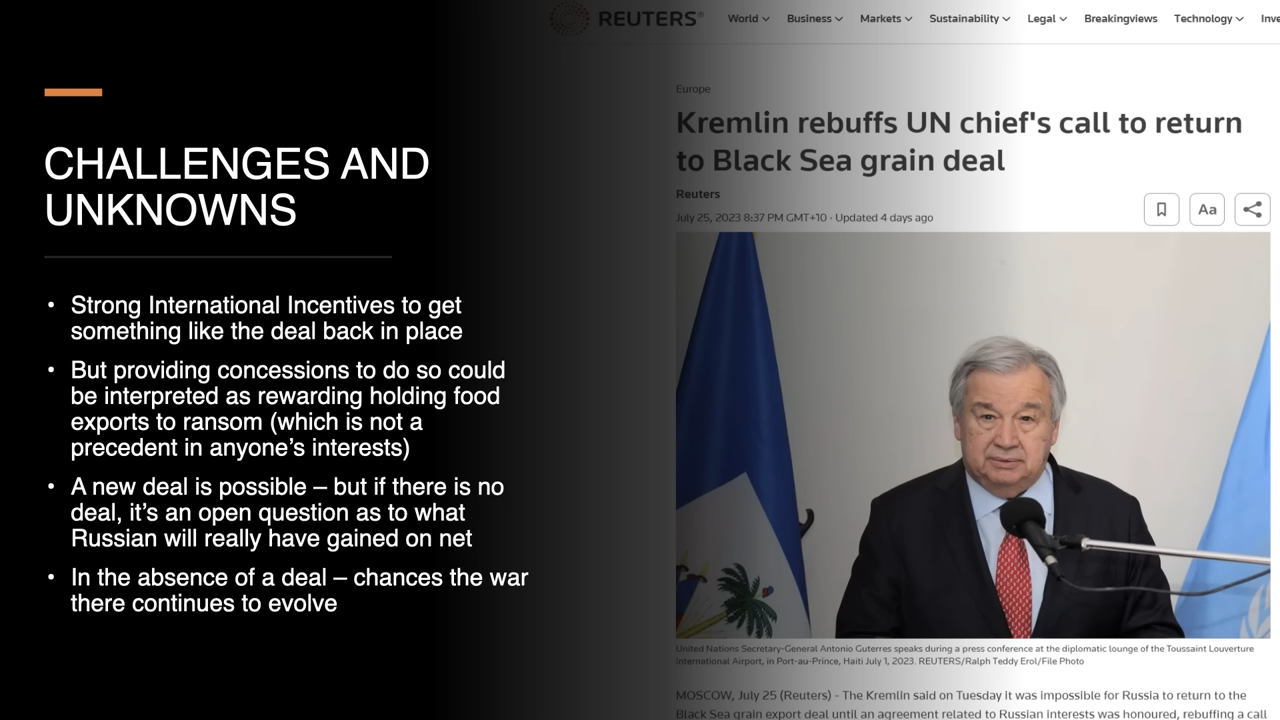 REUTERS®
World
Business
Markets
Sustainability
Legal
Breakingviews
Technology
CHALLENGES AND
UNKNOWNS
• Strong International Incentives to get
something like the deal back in place
• But providing concessions to do so could
be interpreted as rewarding holding food
exports to ransom (which is not a
precedent in anyone’s interests)
• A new deal is possible – but if there is no
deal, it’s an open question as to what
Russian will really have gained on net
• In the absence of a deal – chances the war
there continues to evolve
Europe
Kremlin rebuffs UN chief's call to return
to Black Sea grain deal
Reuters
July 25, 2023 8:37 PM GMT+10 · Updated 4 days ago
Aa
United Nations Secretary-General Antonio Guterres speaks during a press conference at the diplomatic lounge of the Toussaint Louverture
International Airport, in Port-au-Prince, Haiti July 1, 2023. REUTERS/Ralph Teddy Erol/File Photo
MOSCOW, July 25 (Reuters) - The Kremlin said on Tuesday it was impossible for Russia to return to the
Black Sea grain export deal until an agreement related to Russian interests was honoured, rebuffing a call